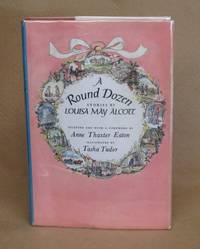 A
Round Dozen
STORIES BY
LOUISA MAY ALCOTT
SELECTED AND WITH A FOREWORD BY
Anne Thaxter Eaton
ILLUSTRATED BY
Tasha Tudor